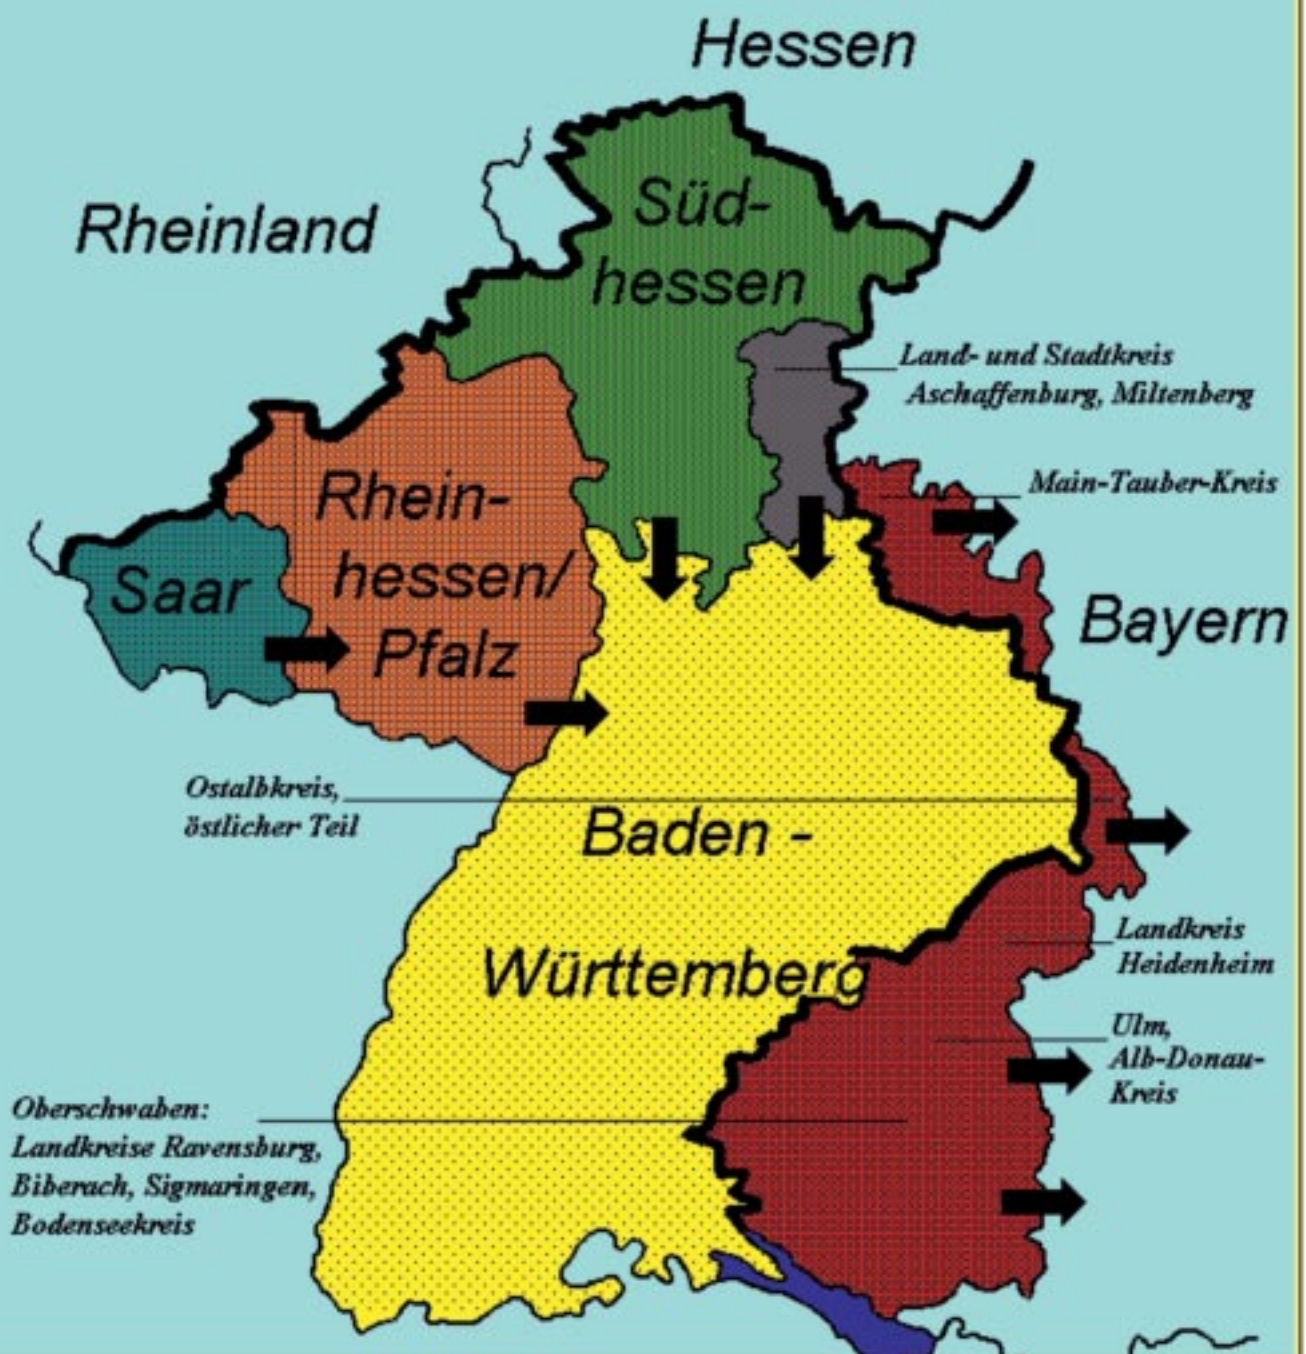 Hessen
Rheinland
Süd-
hessen
Land- und Stadtkreis
Aschaffenburg, Miltenberg
Main-Tauber-Kreis
Rhein-
hessen/
Pfalz
Saar
Bayern
Ostalbkreis,
östlicher Teil
Baden -
Württemberg
Landkreis
Heidenheim
Ulm,
Alb-Donau-
Kreis
Oberschwaben:
Landkreise Ravensburg,
Biberach, Sigmaringen,
Bodenseekreis